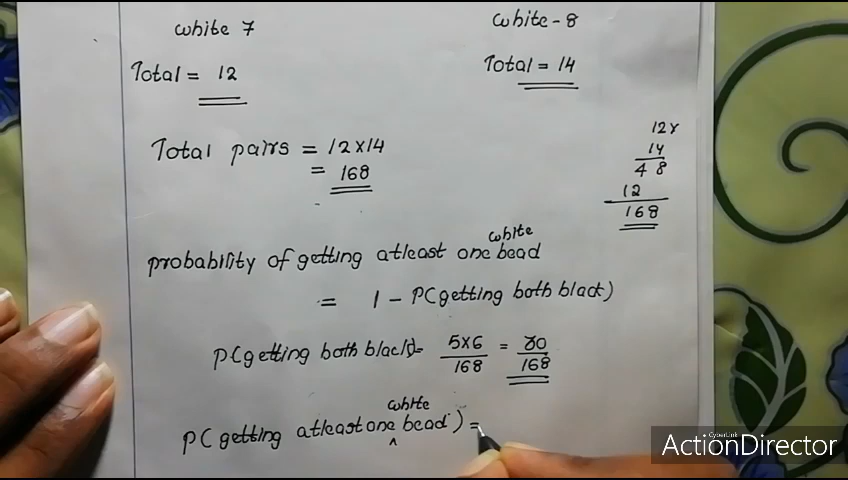 white 7
white - 8
Total = 12
Total = 14
Total pairs = 12 x 14
= 168
12 x
14
48
12
168
probability of getting atleast one white bead
= 1 - P(getting both black)
P(getting both black) = 5x6/168 = 30/168
P(getting atleast one white bead) =
CyberLink
ActionDirector